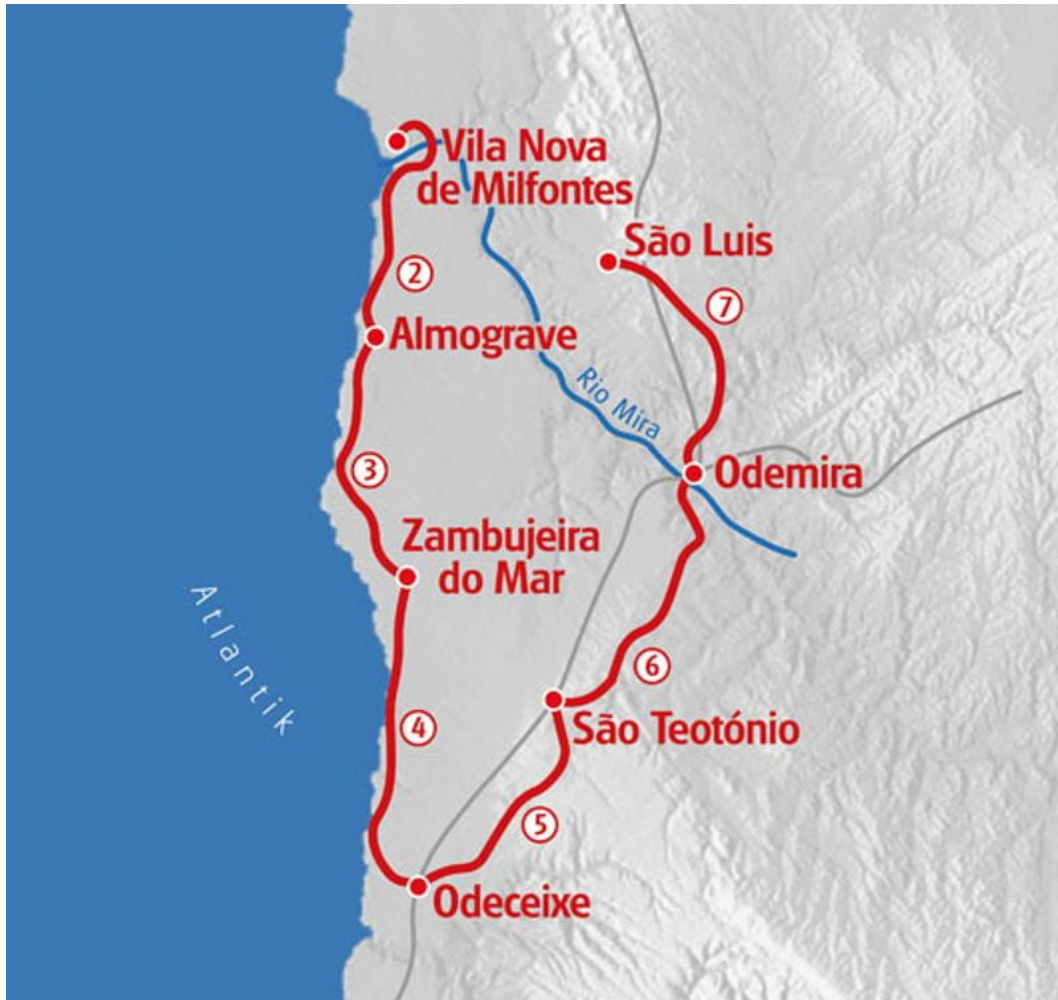 Vila Nova
de Milfontes
São Luis
2
7
Almograve
Rio Mira
3
Odemira
Zambujeira
do Mar
Atlantik
6
4
São Teotónio
5
Odeceixe